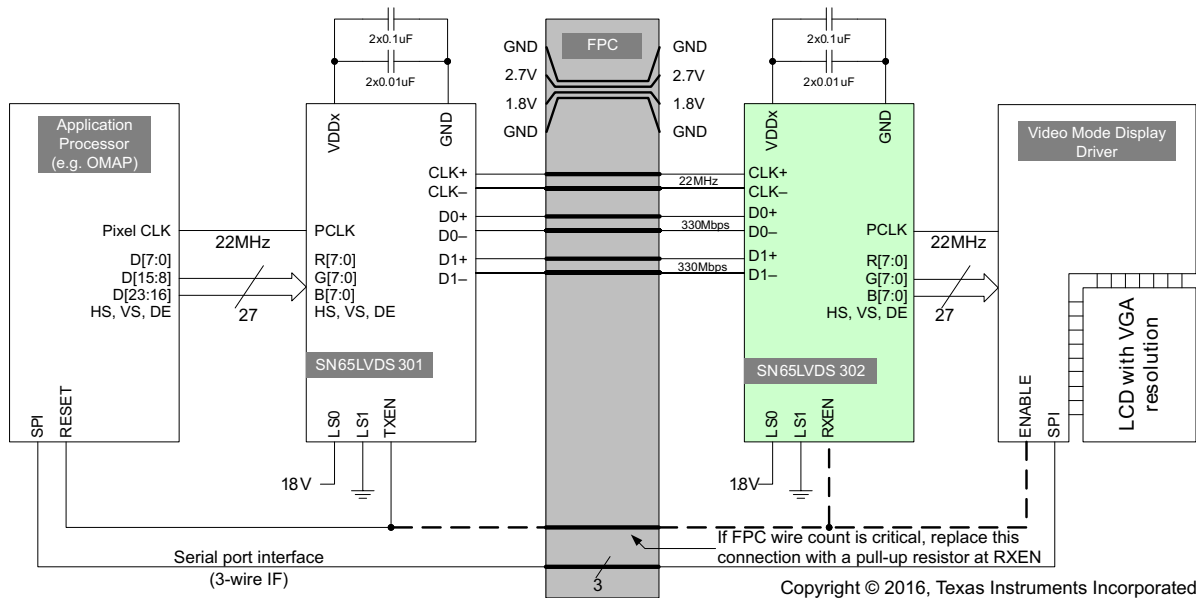 2x0.1uF
2x0.01uF
VDDx
GND
Application
Processor
(e.g. OMAP)
Pixel CLK
D[7:0]
D[15:8]
D[23:16]
HS, VS, DE
SPI
RESET
22MHz
27
CLK+
CLK–
D0+
D0–
D1+
D1–
PCLK
R[7:0]
G[7:0]
B[7:0]
HS, VS, DE
SN65LVDS 301
LS0
LS1
TXEN
18V
FPC
GND
2.7V
1.8V
GND
GND
2.7V
1.8V
GND
22MHz
330Mbps
330Mbps
2x0.1uF
2x0.01uF
VDDx
GND
CLK+
CLK–
D0+
D0–
D1+
D1–
PCLK
R[7:0]
G[7:0]
B[7:0]
HS, VS, DE
SN65LVDS 302
LS0
LS1
RXEN
1.8V
22MHz
27
Video Mode Display
Driver
ENABLE
SPI
LCD with VGA
resolution
If FPC wire count is critical, replace this
connection with a pull-up resistor at RXEN
Serial port interface
(3-wire IF)
3
Copyright © 2016, Texas Instruments Incorporated